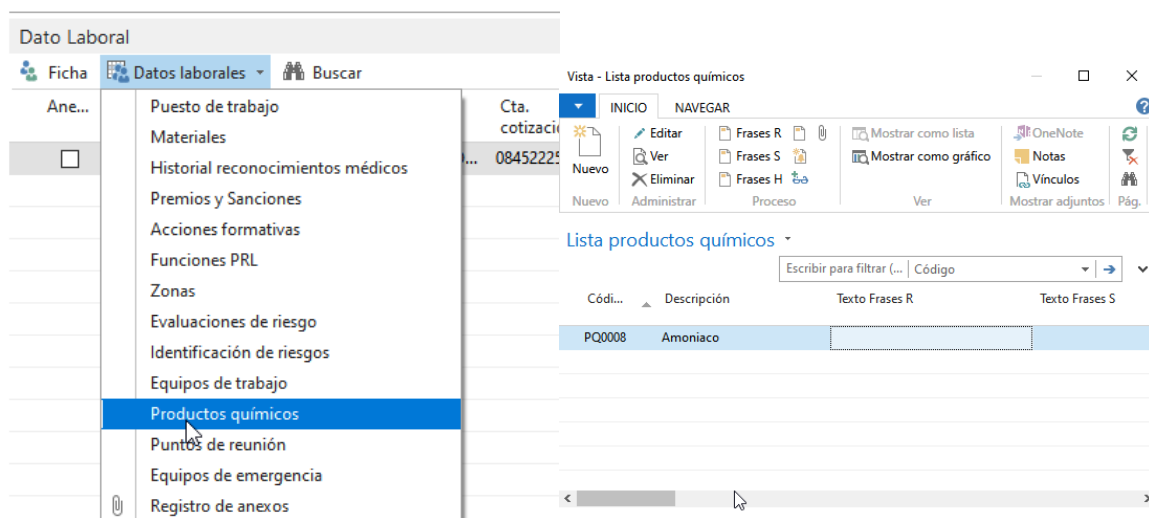 Dato Laboral
Ficha Datos laborales Buscar
Ane... Cta.
cotizació
... 08452225
Puesto de trabajo
Materiales
Historial reconocimientos médicos
Premios y Sanciones
Acciones formativas
Funciones PRL
Zonas
Evaluaciones de riesgo
Identificación de riesgos
Equipos de trabajo
Productos químicos
Puntos de reunión
Equipos de emergencia
Registro de anexos
Vista - Lista productos químicos
INICIO NAVEGAR
Nuevo
Editar
Ver
Eliminar
Frases R
Frases S
Frases H
Mostrar como lista
Mostrar como gráfico
OneNote
Notas
Vínculos
Nuevo Administrar Proceso Ver Mostrar adjuntos Pág.
Lista productos químicos
Escribir para filtrar (... Código
Códi... Descripción Texto Frases R Texto Frases S
PQ0008 Amoniaco